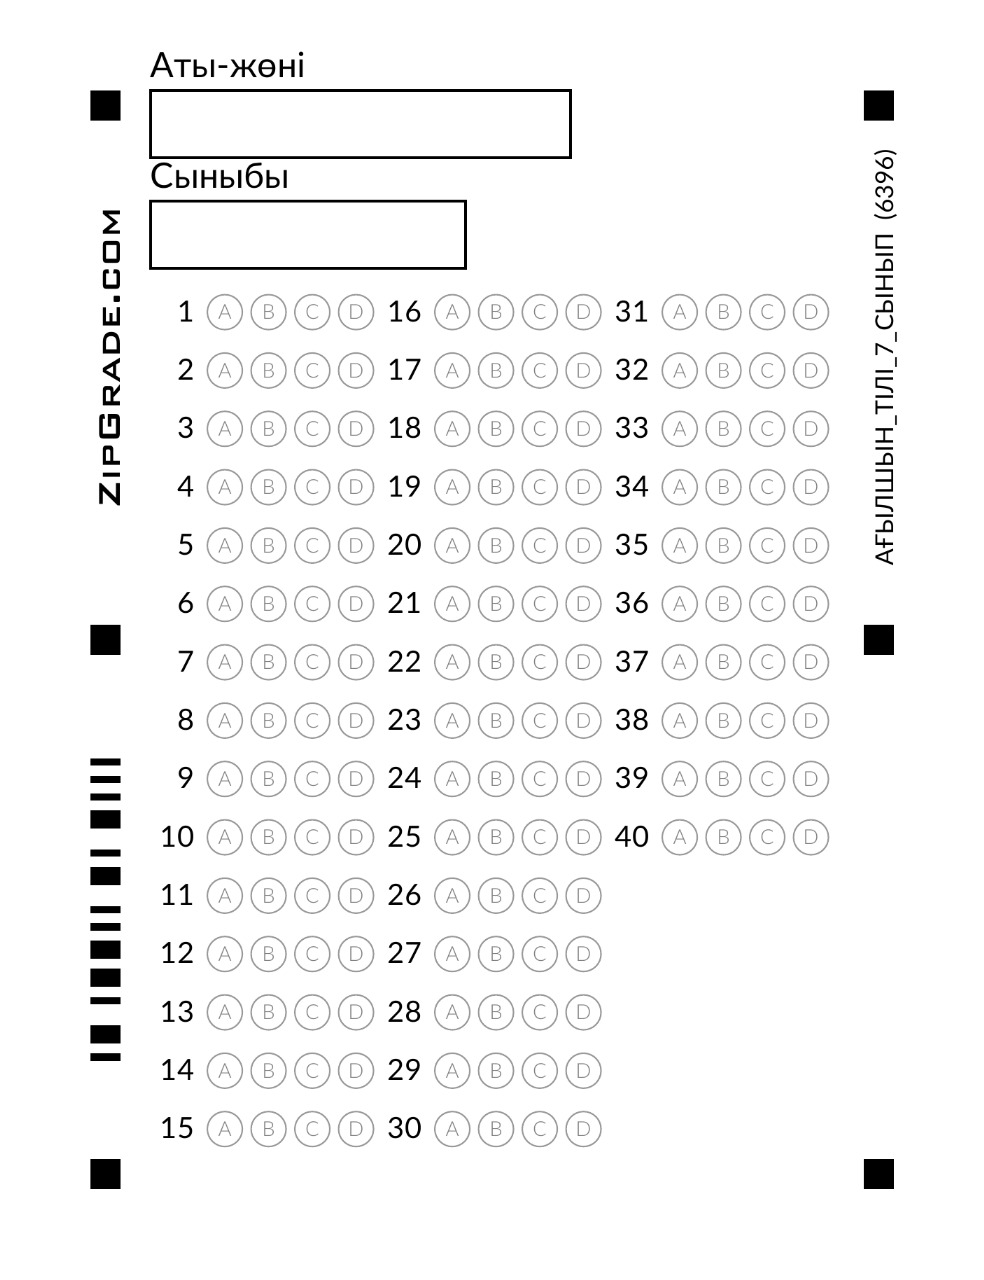 Аты-жөні
Сыныбы
ZIPGRADE.COM
АҒЫЛШЫН_ТІЛІ_7_СЫНЫП (6396)
1 A B C D 16 A B C D 31 A B C D
2 A B C D 17 A B C D 32 A B C D
3 A B C D 18 A B C D 33 A B C D
4 A B C D 19 A B C D 34 A B C D
5 A B C D 20 A B C D 35 A B C D
6 A B C D 21 A B C D 36 A B C D
7 A B C D 22 A B C D 37 A B C D
8 A B C D 23 A B C D 38 A B C D
9 A B C D 24 A B C D 39 A B C D
10 A B C D 25 A B C D 40 A B C D
11 A B C D 26 A B C D
12 A B C D 27 A B C D
13 A B C D 28 A B C D
14 A B C D 29 A B C D
15 A B C D 30 A B C D